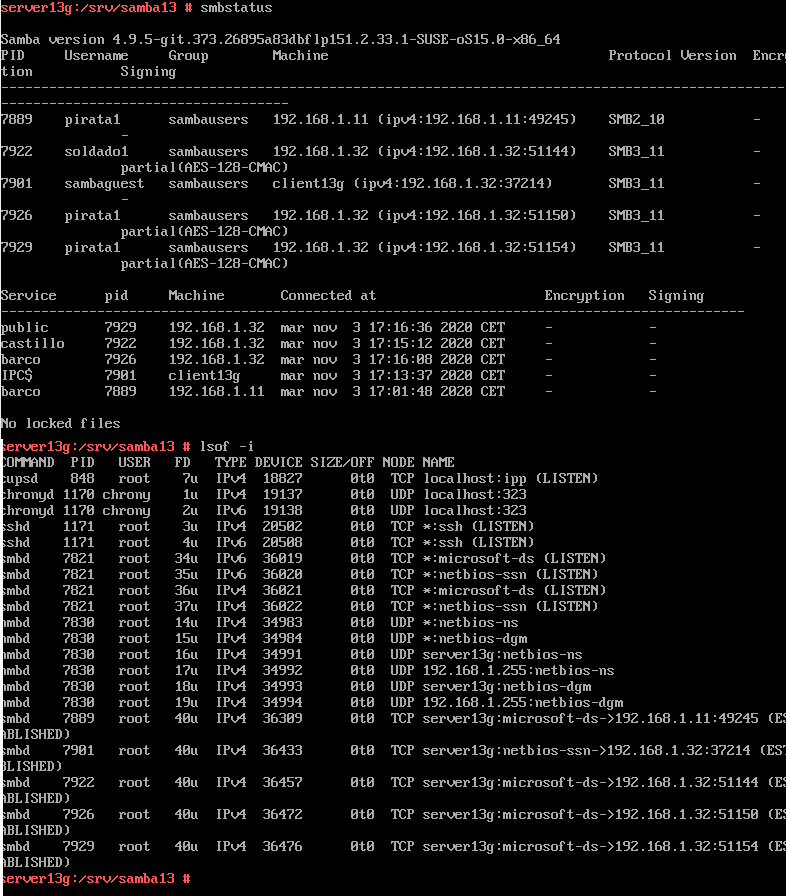 server13g:/srv/samba13 # smbstatus

Samba version 4.9.5-git.373.26895a83dbflp151.2.33.1-SUSE-oS15.0-x86_64
PID     Username     Group        Machine                                   Protocol Version  Encry
tion           Signing
----------------------------------------------------------------------------------------------------
------------------------------------
7889    pirata1      sambausers   192.168.1.11 (ipv4:192.168.1.11:49245)    SMB2_10           -
               -
7922    soldado1     sambausers   192.168.1.32 (ipv4:192.168.1.32:51144)    SMB3_11           -
               partial(AES-128-CMAC)
7901    sambaguest   sambausers   client13g (ipv4:192.168.1.32:37214)       SMB3_11           -
               -
7926    pirata1      sambausers   192.168.1.32 (ipv4:192.168.1.32:51150)    SMB3_11           -
               partial(AES-128-CMAC)
7929    pirata1      sambausers   192.168.1.32 (ipv4:192.168.1.32:51154)    SMB3_11           -
               partial(AES-128-CMAC)

Service      pid     Machine       Connected at                     Encryption   Signing
---------------------------------------------------------------------------------------------
public       7929    192.168.1.32  mar nov  3 17:16:36 2020 CET     -            -
castillo     7922    192.168.1.32  mar nov  3 17:15:12 2020 CET     -            -
barco        7926    192.168.1.32  mar nov  3 17:16:08 2020 CET     -            -
IPC$         7901    client13g     mar nov  3 17:13:37 2020 CET     -            -
barco        7889    192.168.1.11  mar nov  3 17:01:48 2020 CET     -            -

No locked files

server13g:/srv/samba13 # lsof -i
COMMAND  PID   USER   FD   TYPE DEVICE SIZE/OFF NODE NAME
cupsd    848   root    7u  IPv4  18827      0t0  TCP localhost:ipp (LISTEN)
chronyd 1170 chrony    1u  IPv4  19137      0t0  UDP localhost:323
chronyd 1170 chrony    2u  IPv6  19138      0t0  UDP localhost:323
sshd    1171   root    3u  IPv4  20502      0t0  TCP *:ssh (LISTEN)
sshd    1171   root    4u  IPv6  20508      0t0  TCP *:ssh (LISTEN)
smbd    7821   root   34u  IPv6  36019      0t0  TCP *:microsoft-ds (LISTEN)
smbd    7821   root   35u  IPv6  36020      0t0  TCP *:netbios-ssn (LISTEN)
smbd    7821   root   36u  IPv4  36021      0t0  TCP *:microsoft-ds (LISTEN)
smbd    7821   root   37u  IPv4  36022      0t0  TCP *:netbios-ssn (LISTEN)
nmbd    7830   root   14u  IPv4  34983      0t0  UDP *:netbios-ns
nmbd    7830   root   15u  IPv4  34984      0t0  UDP *:netbios-dgm
nmbd    7830   root   16u  IPv4  34991      0t0  UDP server13g:netbios-ns
nmbd    7830   root   17u  IPv4  34992      0t0  UDP 192.168.1.255:netbios-ns
nmbd    7830   root   18u  IPv4  34993      0t0  UDP server13g:netbios-dgm
nmbd    7830   root   19u  IPv4  34994      0t0  UDP 192.168.1.255:netbios-dgm
smbd    7889   root   40u  IPv4  36309      0t0  TCP server13g:microsoft-ds->192.168.1.11:49245 (ES
ABLISHED)
smbd    7901   root   40u  IPv4  36433      0t0  TCP server13g:netbios-ssn->192.168.1.32:37214 (EST
BLISHED)
smbd    7922   root   40u  IPv4  36457      0t0  TCP server13g:microsoft-ds->192.168.1.32:51144 (ES
ABLISHED)
smbd    7926   root   40u  IPv4  36472      0t0  TCP server13g:microsoft-ds->192.168.1.32:51150 (ES
ABLISHED)
smbd    7929   root   40u  IPv4  36476      0t0  TCP server13g:microsoft-ds->192.168.1.32:51154 (ES
ABLISHED)
server13g:/srv/samba13 #